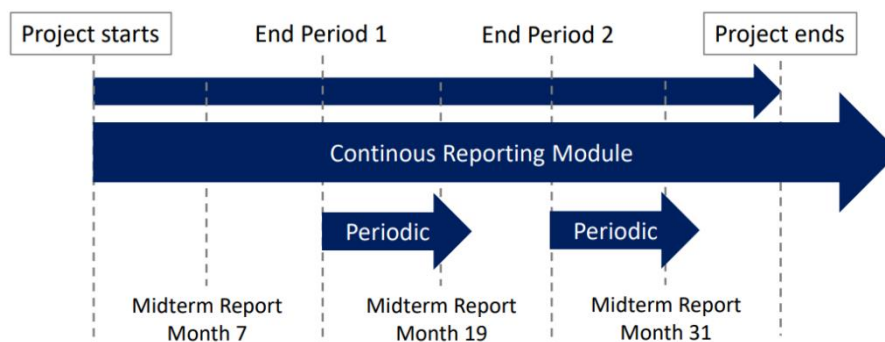 Project starts
End Period 1
End Period 2
Project ends
Continous Reporting Module
Periodic
Periodic
Midterm Report
Month 7
Midterm Report
Month 19
Midterm Report
Month 31